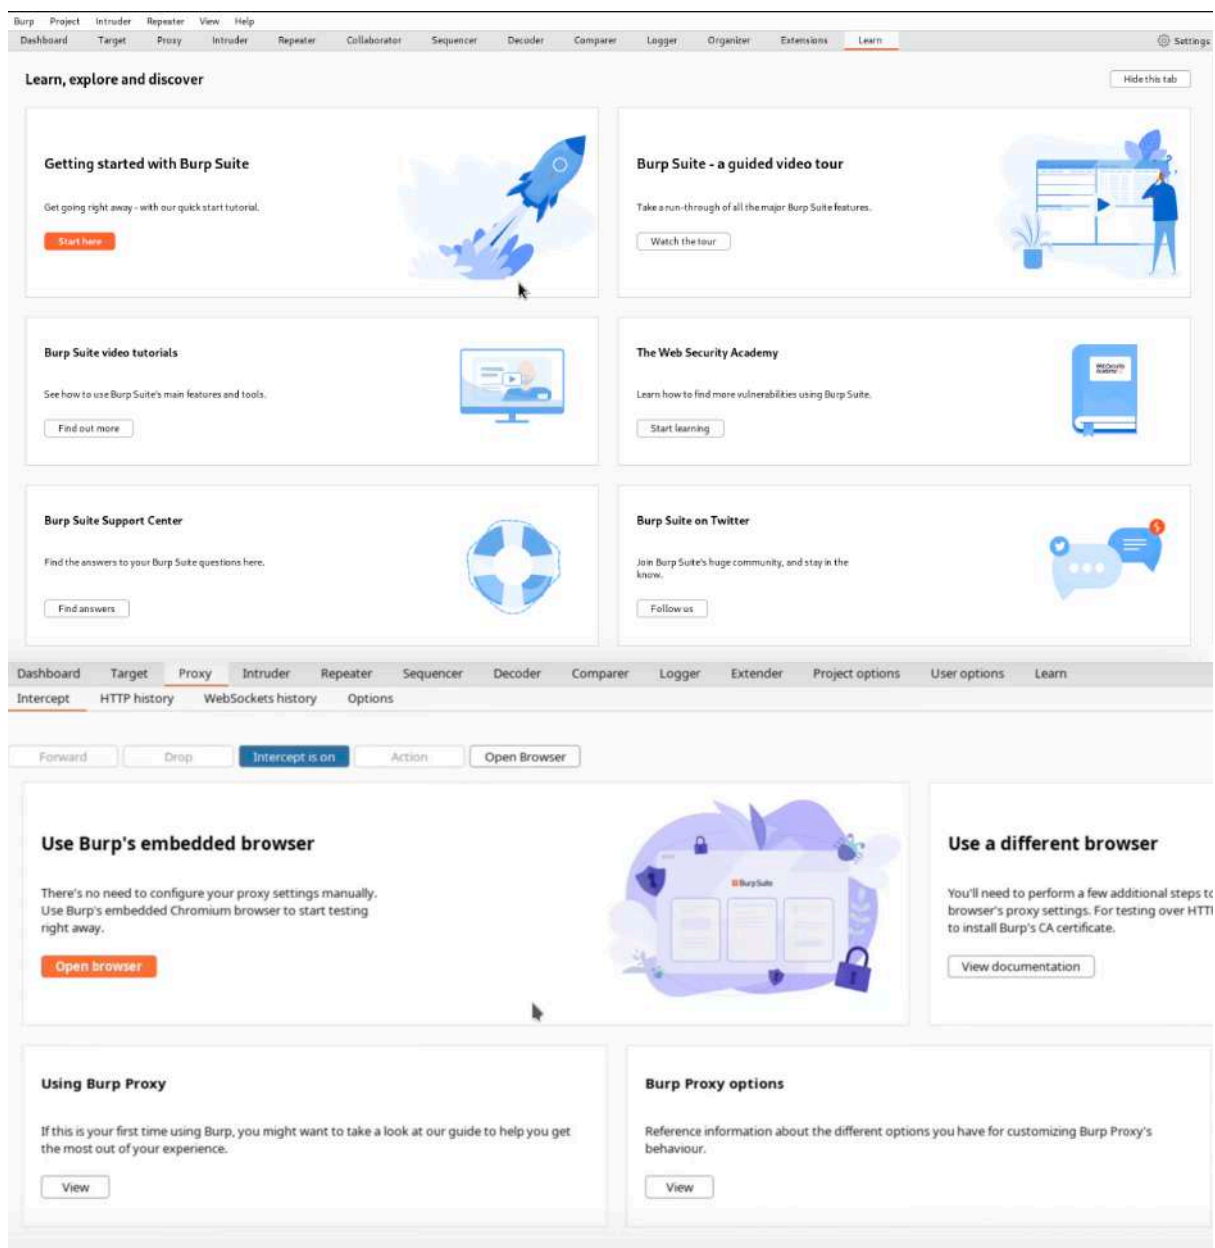 Burp Project Intruder Repeater View Help
Dashboard Target Proxy Intruder Repeater Collaborator Sequencer Decoder Comparer Logger Organizer Extensions Learn Settings
Learn, explore and discover
Hide this tab
Getting started with Burp Suite
Get going right away - with our quick start tutorial.
Start here
Burp Suite - a guided video tour
Take a run-through of all the major Burp Suite features.
Watch the tour
Burp Suite video tutorials
See how to use Burp Suite's main features and tools.
Find out more
The Web Security Academy
Learn how to find more vulnerabilities using Burp Suite.
Start learning
Web Security
Academy
Burp Suite Support Center
Find the answers to your Burp Suite questions here.
Find answers
Burp Suite on Twitter
Join Burp Suite's huge community, and stay in the
know.
Follow us
Dashboard Target Proxy Intruder Repeater Sequencer Decoder Comparer Logger Extender Project options User options Learn
Intercept HTTP history WebSockets history Options
Forward Drop Intercept is on Action Open Browser
Use Burp's embedded browser
There's no need to configure your proxy settings manually.
Use Burp's embedded Chromium browser to start testing
right away.
Open browser
BurpSuite
Use a different browser
You'll need to perform a few additional steps to
browser's proxy settings. For testing over HTT
to install Burp's CA certificate.
View documentation
Using Burp Proxy
If this is your first time using Burp, you might want to take a look at our guide to help you get
the most out of your experience.
View
Burp Proxy options
Reference information about the different options you have for customizing Burp Proxy's
behaviour.
View